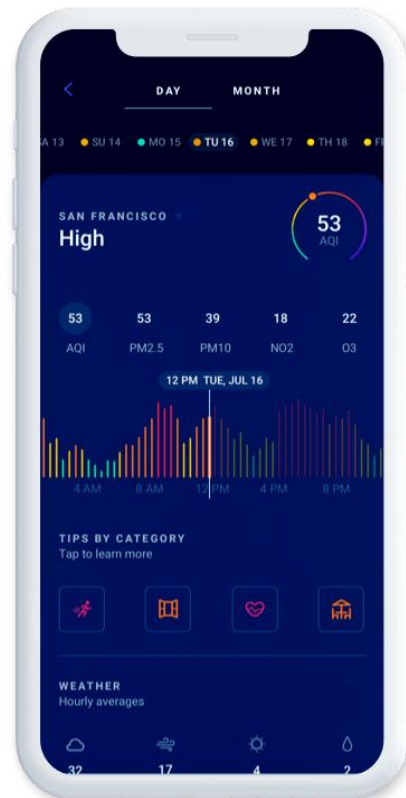 DAY MONTH
A 13 SU 14 MO 15 TU 16 WE 17 TH 18 F
SAN FRANCISCO
High
53
AQI
53 53 39 18 22
AQI PM2.5 PM10 NO2 O3
12 PM TUE, JUL 16
4 AM 8 AM 12 PM 4 PM 8 PM
TIPS BY CATEGORY
Tap to learn more
WEATHER
Hourly averages
32 17 4 2